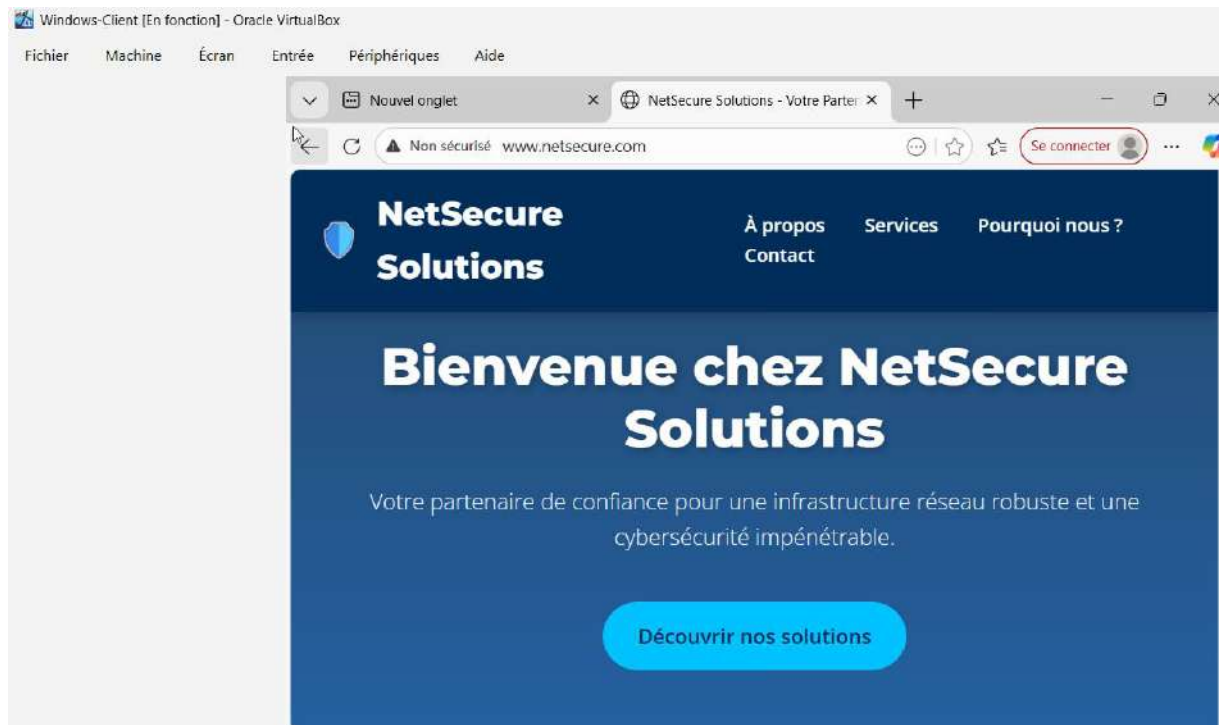 Windows-Client [En fonction] - Oracle VirtualBox
Fichier Machine Écran Entrée Périphériques Aide
Nouvel onglet NetSecure Solutions - Votre Parter
Non sécurisé www.netsecure.com Se connecter
NetSecure
Solutions
À propos Services Pourquoi nous ?
Contact
Bienvenue chez NetSecure
Solutions
Votre partenaire de confiance pour une infrastructure réseau robuste et une
cybersécurité impénétrable.
Découvrir nos solutions